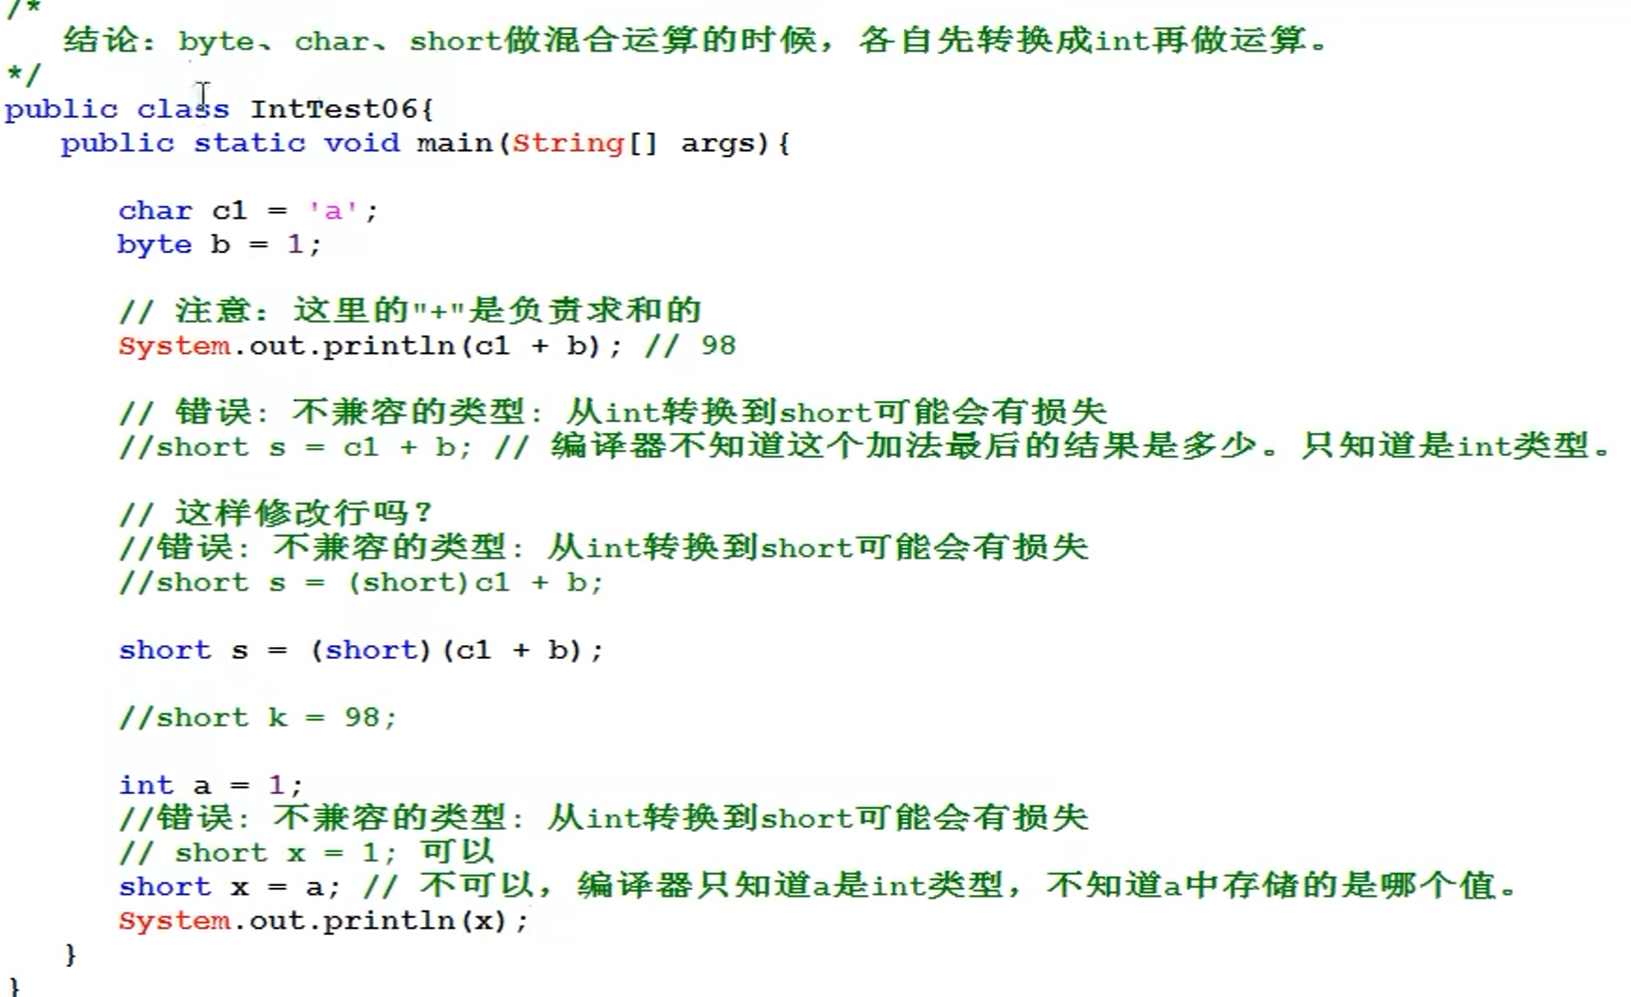 /*
结论：byte、char、short做混合运算的时候，各自先转换成int再做运算。
*/
public class IntTest06{
public static void main(String[] args){
char c1 = 'a';
byte b = 1;
// 注意：这里的"+"是负责求和的
System.out.println(c1 + b); // 98
// 错误: 不兼容的类型: 从int转换到short可能会有损失
//short s = c1 + b; // 编译器不知道这个加法最后的结果是多少。只知道是int类型。
// 这样修改行吗？
//错误: 不兼容的类型: 从int转换到short可能会有损失
//short s = (short)c1 + b;
short s = (short)(c1 + b);
//short k = 98;
int a = 1;
//错误: 不兼容的类型: 从int转换到short可能会有损失
// short x = 1; 可以
short x = a; // 不可以，编译器只知道a是int类型，不知道a中存储的是哪个值。
System.out.println(x);
}
}